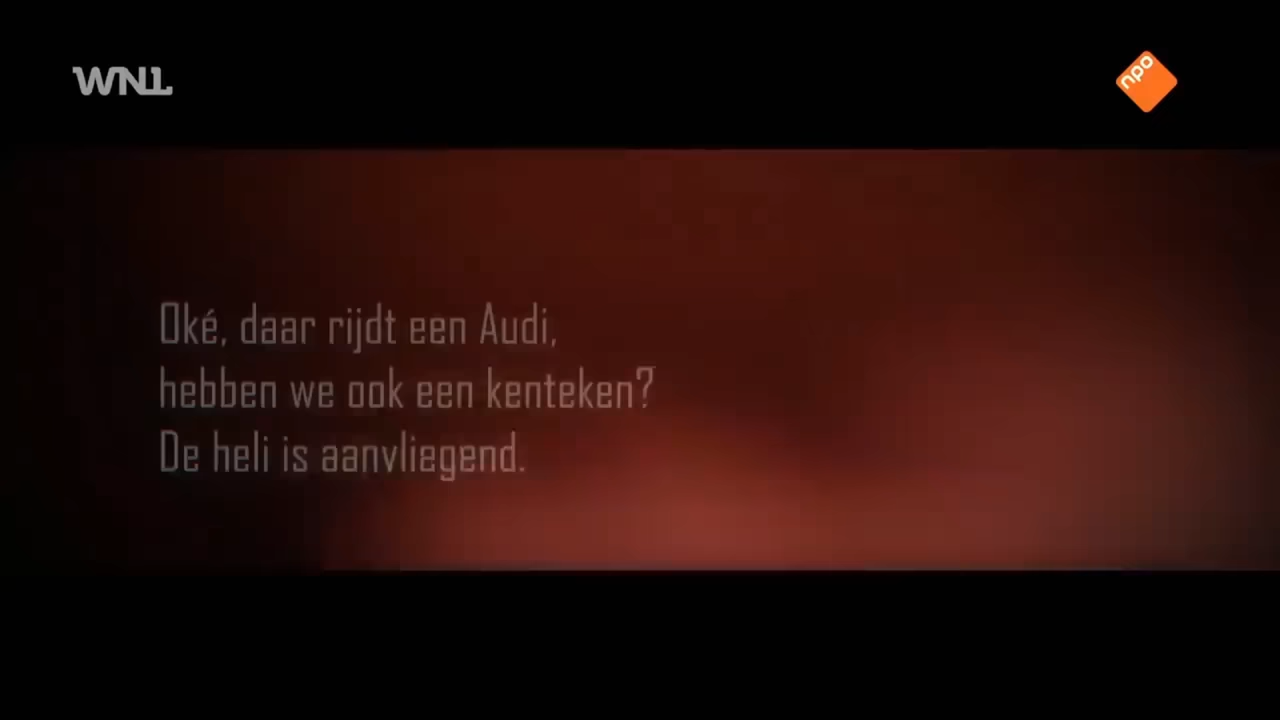 WNL
npo
Oké, daar rijdt een Audi,
hebben we ook een kenteken?
De heli is aanvliegend.